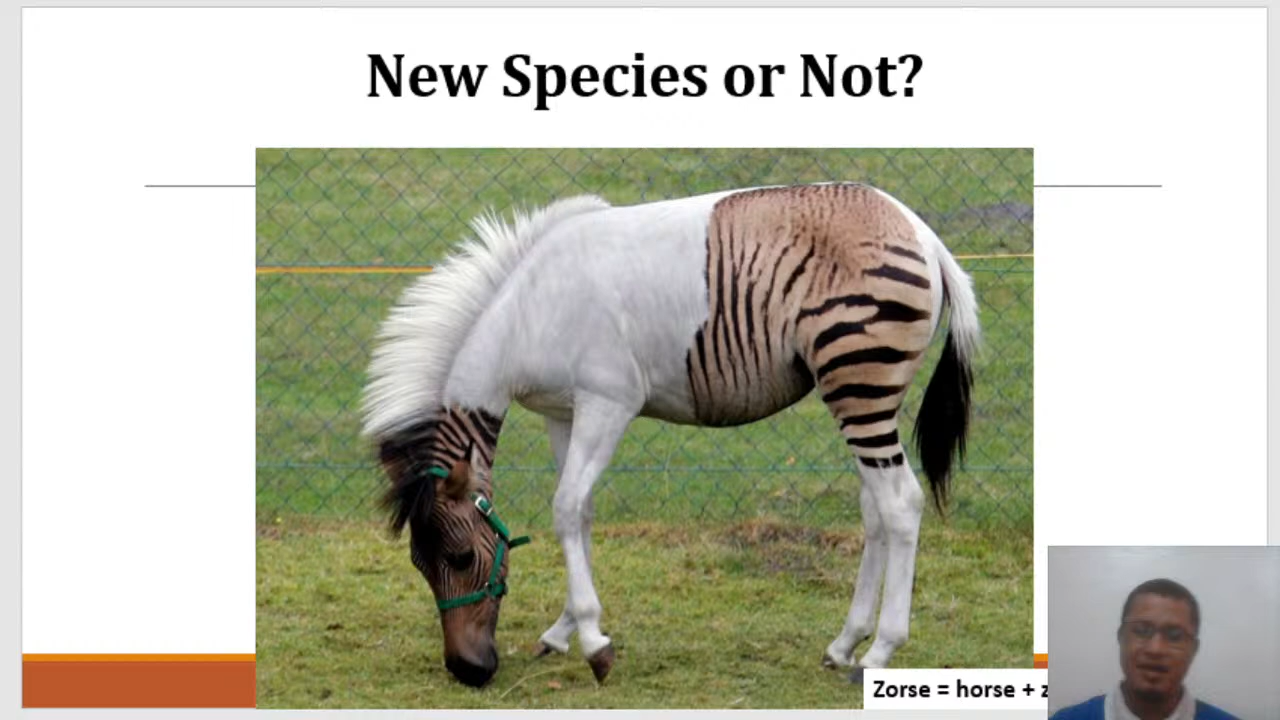 New Species or Not?
Zorse = horse +